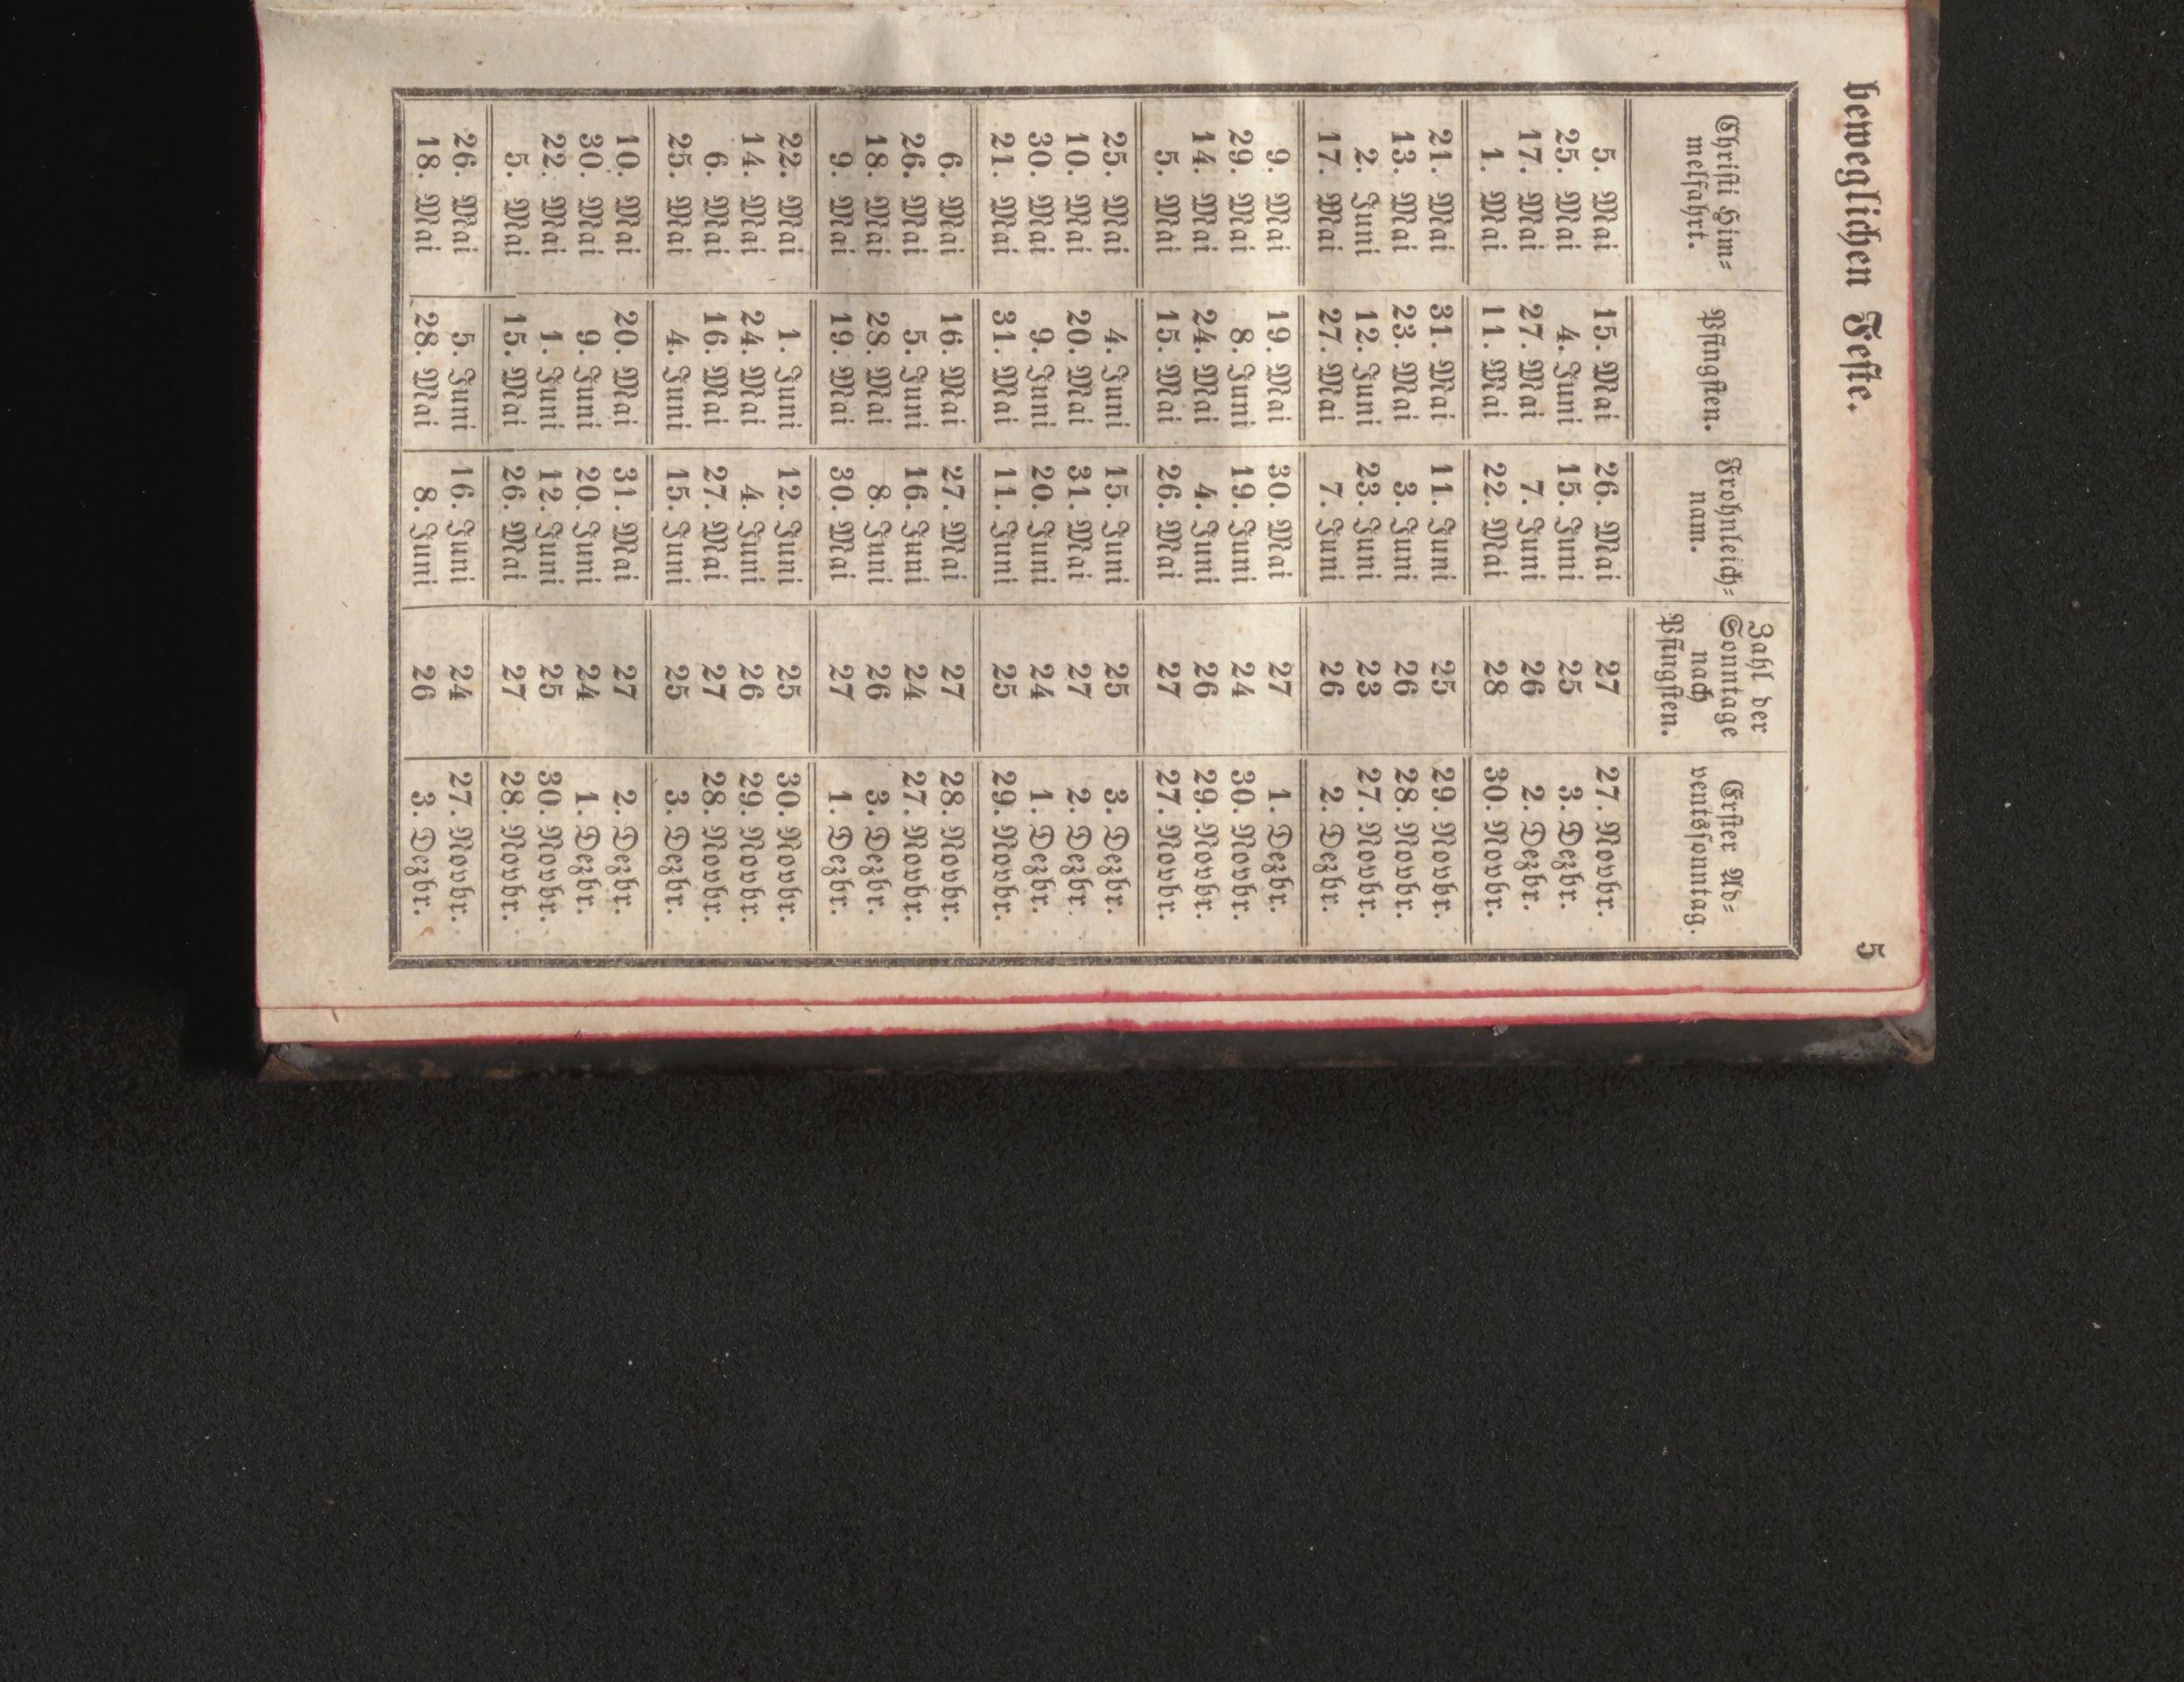 beweglichen Feste. 5
Christi Him= Pfingsten. Frohnleich= Zahl der Erster Ad=
melfahrt. nam. Sonntage ventssonntag.
nach
Pfingsten.
5. Mai 15. Mai 26. Mai 27 27. Novbr.
25. Mai 4. Juni 15. Juni 25 3. Dezbr.
17. Mai 27. Mai 7. Juni 26 2. Dezbr.
1. Mai 11. Mai 22. Mai 28 30. Novbr.
21. Mai 31. Mai 11. Juni 25 29. Novbr.
13. Mai 23. Mai 3. Juni 26 28. Novbr.
2. Juni 12. Juni 23. Juni 23 27. Novbr.
17. Mai 27. Mai 7. Juni 26 2. Dezbr.
9. Mai 19. Mai 30. Mai 27 1. Dezbr.
29. Mai 8. Juni 19. Juni 24 30. Novbr.
14. Mai 24. Mai 4. Juni 26 29. Novbr.
5. Mai 15. Mai 26. Mai 27 27. Novbr.
25. Mai 4. Juni 15. Juni 25 3. Dezbr.
10. Mai 20. Mai 31. Mai 27 2. Dezbr.
30. Mai 9. Juni 20. Juni 24 1. Dezbr.
21. Mai 31. Mai 11. Juni 25 29. Novbr.
6. Mai 16. Mai 27. Mai 27 28. Novbr.
26. Mai 5. Juni 16. Juni 24 27. Novbr.
18. Mai 28. Mai 8. Juni 26 3. Dezbr.
9. Mai 19. Mai 30. Mai 27 1. Dezbr.
22. Mai 1. Juni 12. Juni 25 30. Novbr.
14. Mai 24. Mai 4. Juni 26 29. Novbr.
6. Mai 16. Mai 27. Mai 27 28. Novbr.
25. Mai 4. Juni 15. Juni 25 3. Dezbr.
10. Mai 20. Mai 31. Mai 27 2. Dezbr.
30. Mai 9. Juni 20. Juni 24 1. Dezbr.
22. Mai 1. Juni 12. Juni 25 30. Novbr.
5. Mai 15. Mai 26. Mai 27 28. Novbr.
26. Mai 5. Juni 16. Juni 24 27. Novbr.
18. Mai 28. Mai 8. Juni 26 3. Dezbr.